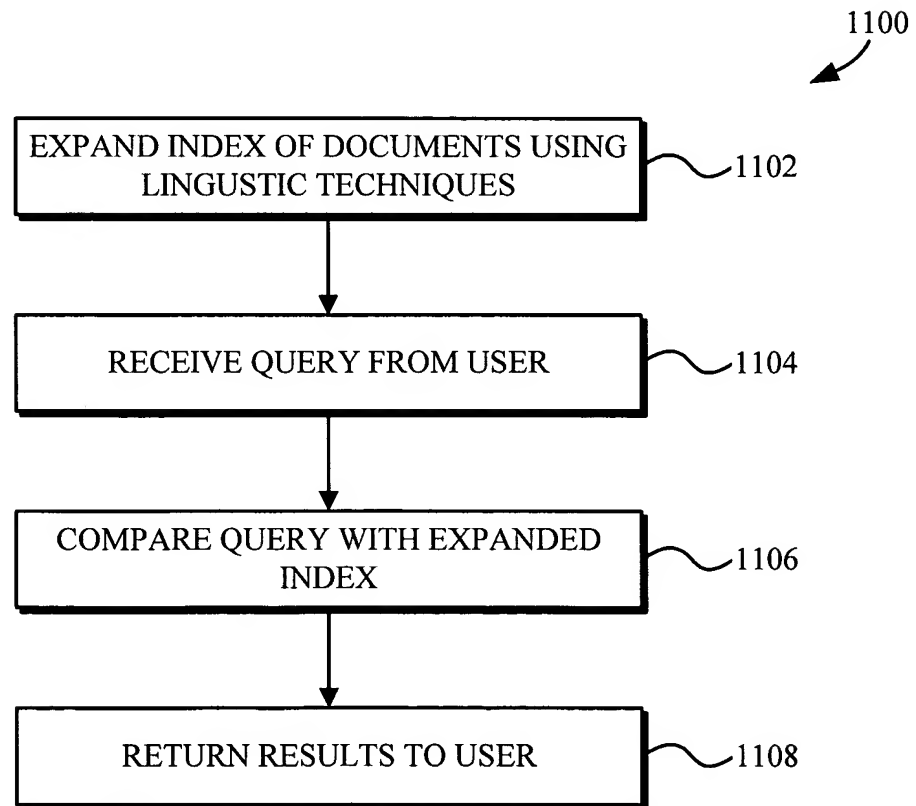 1100
EXPAND INDEX OF DOCUMENTS USING
LINGUSTIC TECHNIQUES
1102
RECEIVE QUERY FROM USER
1104
COMPARE QUERY WITH EXPANDED
INDEX
1106
RETURN RESULTS TO USER
1108